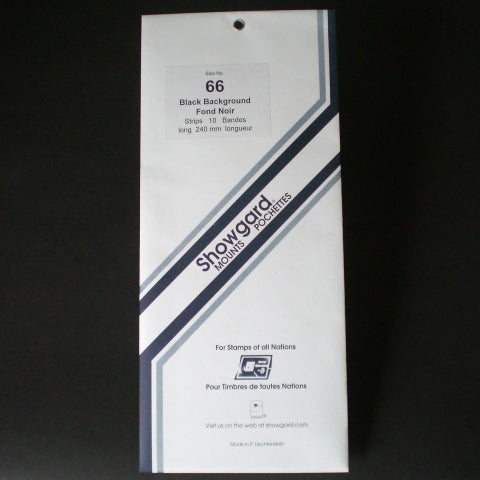 Size No.
66
Black Background
Fond Noir
Strips 10 Bandes
long 240 mm longueur
Showgard®
MOUNTS POCHETTES
For Stamps of all Nations
Pour Timbres de toutes Nations
Visit us on the web at showgard.com
Made in P. Liechtenstein